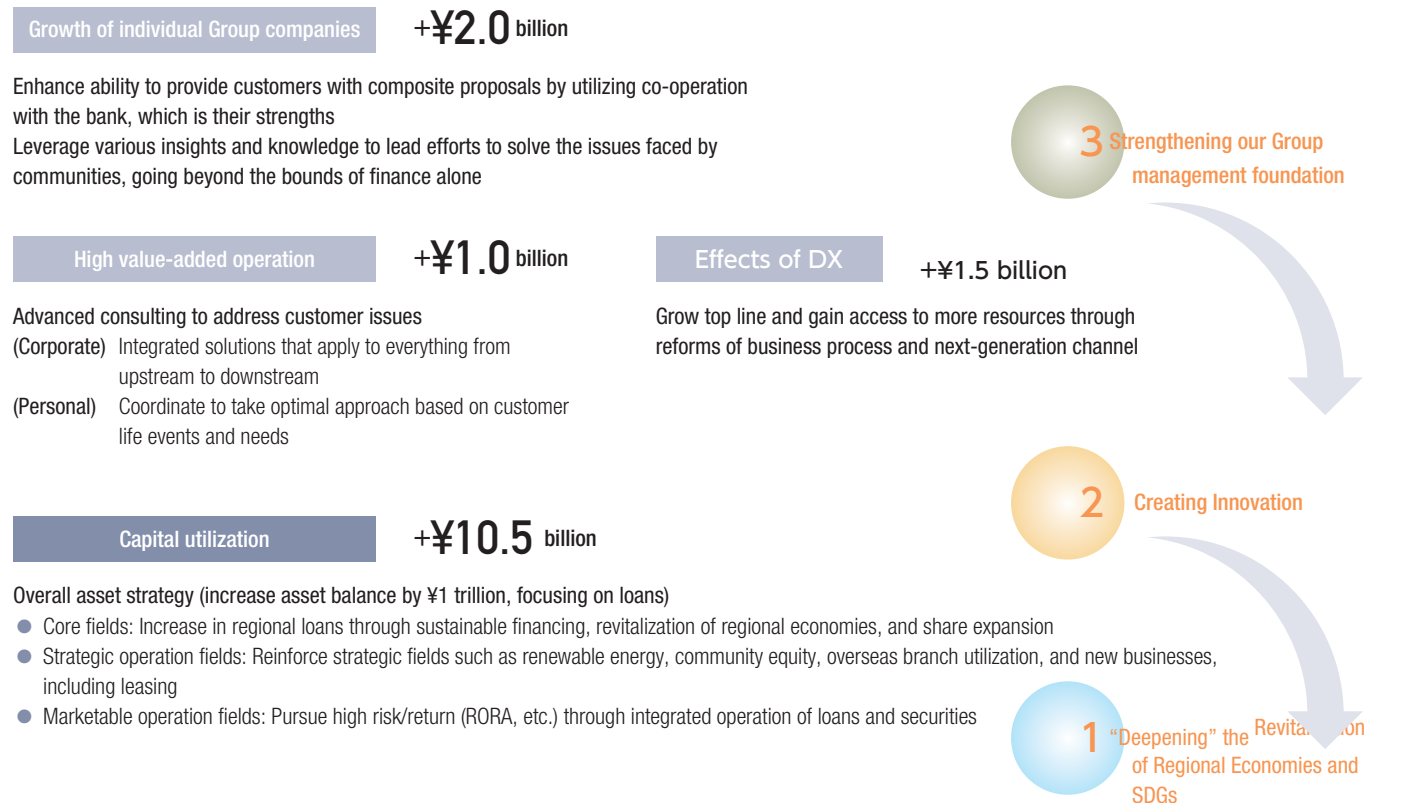 Growth of individual Group companies
+¥2.0 billion
Enhance ability to provide customers with composite proposals by utilizing co-operation
with the bank, which is their strengths
Leverage various insights and knowledge to lead efforts to solve the issues faced by
communities, going beyond the bounds of finance alone
3 Strengthening our Group
management foundation
High value-added operation
+¥1.0 billion
Advanced consulting to address customer issues
(Corporate) Integrated solutions that apply to everything from
upstream to downstream
(Personal) Coordinate to take optimal approach based on customer
life events and needs
Effects of DX
+¥1.5 billion
Grow top line and gain access to more resources through
reforms of business process and next-generation channel
2 Creating Innovation
Capital utilization
+¥10.5 billion
Overall asset strategy (increase asset balance by ¥1 trillion, focusing on loans)
● Core fields: Increase in regional loans through sustainable financing, revitalization of regional economies, and share expansion
● Strategic operation fields: Reinforce strategic fields such as renewable energy, community equity, overseas branch utilization, and new businesses,
including leasing
● Marketable operation fields: Pursue high risk/return (RORA, etc.) through integrated operation of loans and securities
1 “Deepening” the
of Regional Economies and
SDGs